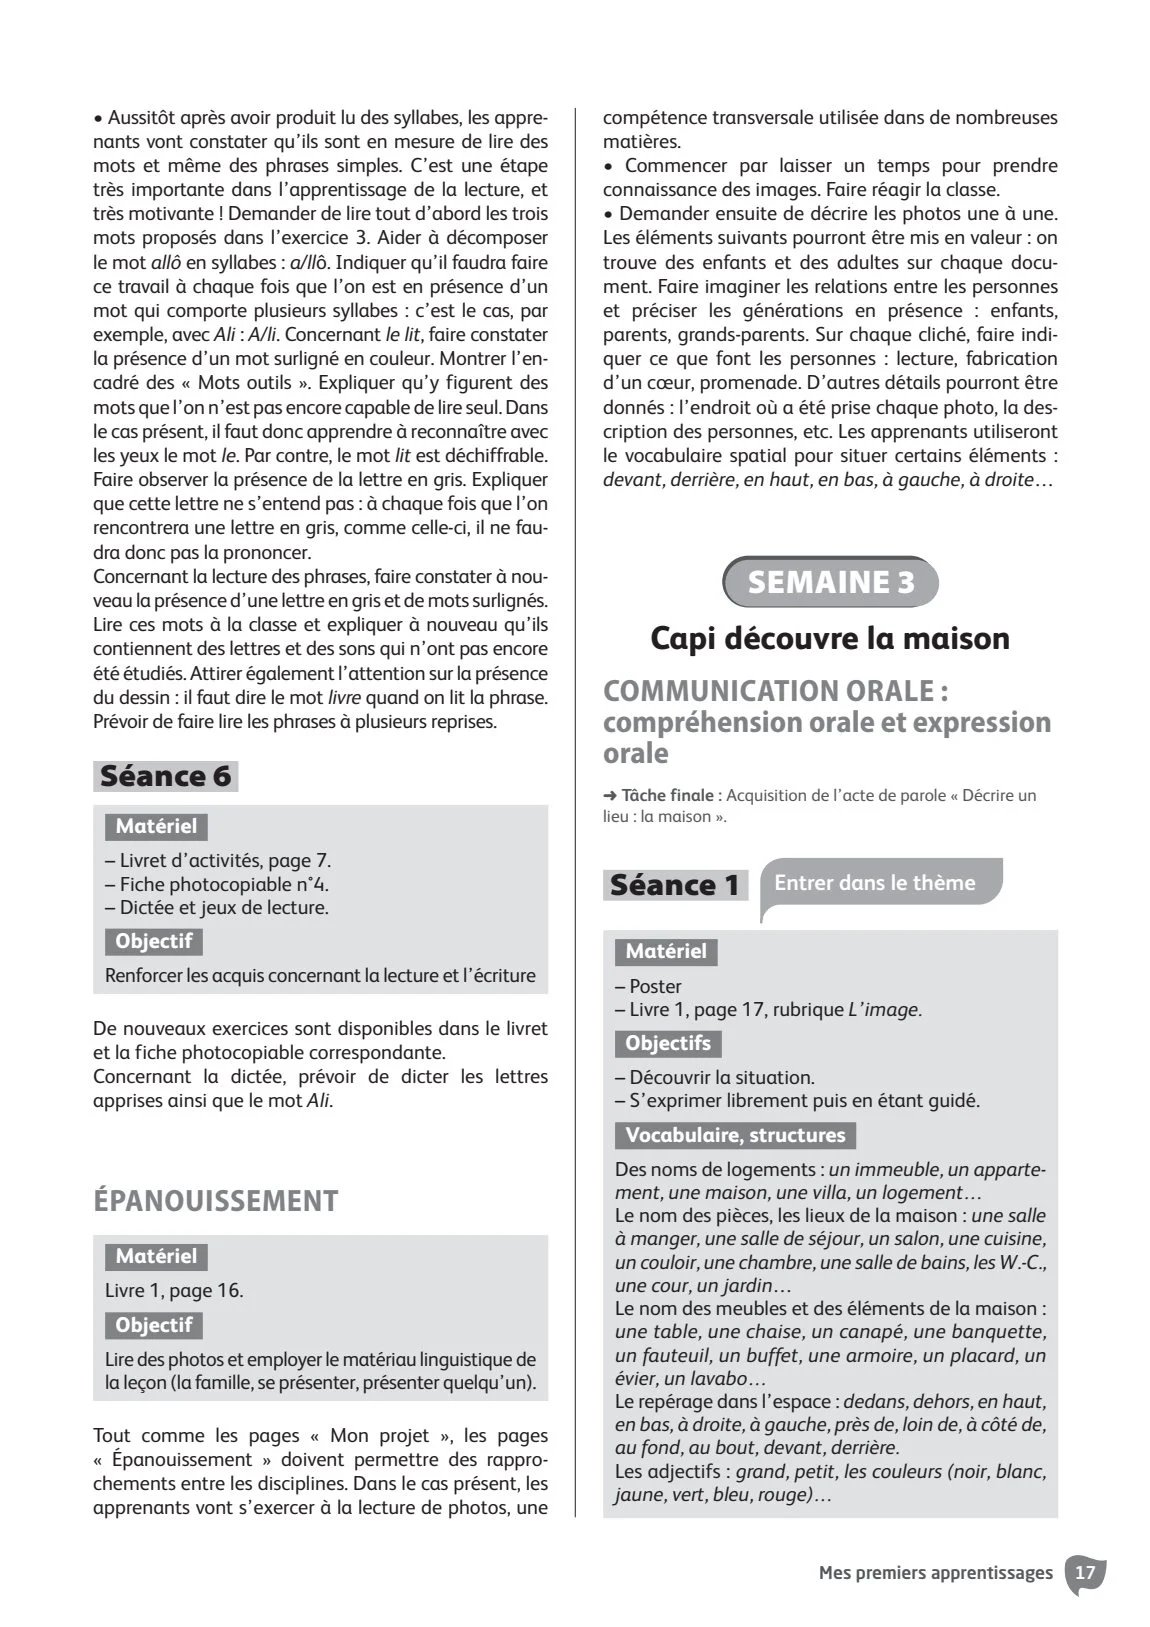 • Aussitôt après avoir produit lu des syllabes, les appre-
nants vont constater qu’ils sont en mesure de lire des
mots et même des phrases simples. C’est une étape
très importante dans l’apprentissage de la lecture, et
très motivante ! Demander de lire tout d’abord les trois
mots proposés dans l’exercice 3. Aider à décomposer
le mot allô en syllabes : a/llô. Indiquer qu’il faudra faire
ce travail à chaque fois que l’on est en présence d’un
mot qui comporte plusieurs syllabes : c’est le cas, par
exemple, avec Ali : A/li. Concernant le lit, faire constater
la présence d’un mot surligné en couleur. Montrer l’en-
cadré des « Mots outils ». Expliquer qu’y figurent des
mots que l’on n’est pas encore capable de lire seul. Dans
le cas présent, il faut donc apprendre à reconnaître avec
les yeux le mot le. Par contre, le mot lit est déchiffrable.
Faire observer la présence de la lettre en gris. Expliquer
que cette lettre ne s’entend pas : à chaque fois que l’on
rencontrera une lettre en gris, comme celle-ci, il ne fau-
dra donc pas la prononcer.
Concernant la lecture des phrases, faire constater à nou-
veau la présence d’une lettre en gris et de mots surlignés.
Lire ces mots à la classe et expliquer à nouveau qu’ils
contiennent des lettres et des sons qui n’ont pas encore
été étudiés. Attirer également l’attention sur la présence
du dessin : il faut dire le mot livre quand on lit la phrase.
Prévoir de faire lire les phrases à plusieurs reprises.
Séance 6
Matériel
– Livret d’activités, page 7.
– Fiche photocopiable n°4.
– Dictée et jeux de lecture.
Objectif
Renforcer les acquis concernant la lecture et l’écriture
De nouveaux exercices sont disponibles dans le livret
et la fiche photocopiable correspondante.
Concernant la dictée, prévoir de dicter les lettres
apprises ainsi que le mot Ali.
ÉPANOUISSEMENT
Matériel
Livre 1, page 16.
Objectif
Lire des photos et employer le matériau linguistique de
la leçon (la famille, se présenter, présenter quelqu’un).
Tout comme les pages « Mon projet », les pages
« Épanouissement » doivent permettre des rappro-
chements entre les disciplines. Dans le cas présent, les
apprenants vont s’exercer à la lecture de photos, une
compétence transversale utilisée dans de nombreuses
matières.
• Commencer par laisser un temps pour prendre
connaissance des images. Faire réagir la classe.
• Demander ensuite de décrire les photos une à une.
Les éléments suivants pourront être mis en valeur : on
trouve des enfants et des adultes sur chaque docu-
ment. Faire imaginer les relations entre les personnes
et préciser les générations en présence : enfants,
parents, grands-parents. Sur chaque cliché, faire indi-
quer ce que font les personnes : lecture, fabrication
d’un cœur, promenade. D’autres détails pourront être
donnés : l’endroit où a été prise chaque photo, la des-
cription des personnes, etc. Les apprenants utiliseront
le vocabulaire spatial pour situer certains éléments :
devant, derrière, en haut, en bas, à gauche, à droite…
SEMAINE 3
Capi découvre la maison
COMMUNICATION ORALE :
compréhension orale et expression
orale
➜ Tâche finale : Acquisition de l’acte de parole « Décrire un
lieu : la maison ».
Séance 1
Entrer dans le thème
Matériel
– Poster
– Livre 1, page 17, rubrique L’image.
Objectifs
– Découvrir la situation.
– S’exprimer librement puis en étant guidé.
Vocabulaire, structures
Des noms de logements : un immeuble, un apparte-
ment, une maison, une villa, un logement…
Le nom des pièces, les lieux de la maison : une salle
à manger, une salle de séjour, un salon, une cuisine,
un couloir, une chambre, une salle de bains, les W.-C.,
une cour, un jardin…
Le nom des meubles et des éléments de la maison :
une table, une chaise, un canapé, une banquette,
un fauteuil, un buffet, une armoire, un placard, un
évier, un lavabo…
Le repérage dans l’espace : dedans, dehors, en haut,
en bas, à droite, à gauche, près de, loin de, à côté de,
au fond, au bout, devant, derrière.
Les adjectifs : grand, petit, les couleurs (noir, blanc,
jaune, vert, bleu, rouge)…
Mes premiers apprentissages 17